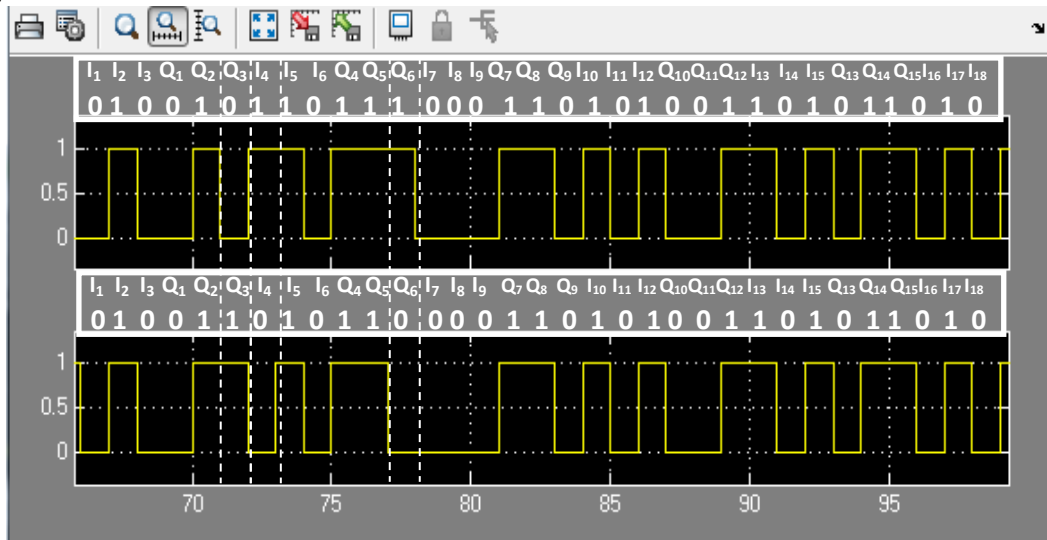 I₁ I₂ I₃ Q₁ Q₂ Q₃ I₄ I₅ I₆ Q₄ Q₅ Q₆ I₇ I₈ I₉ Q₇ Q₈ Q₉ I₁₀ I₁₁ I₁₂ Q₁₀ Q₁₁ Q₁₂ I₁₃ I₁₄ I₁₅ Q₁₃ Q₁₄ Q₁₅ I₁₆ I₁₇ I₁₈
0 1 0 0 1 0 1 1 0 1 1 1 0 0 0 1 1 0 1 0 1 0 0 1 1 0 1 0 1 1 0 1 0
1
0.5
0
I₁ I₂ I₃ Q₁ Q₂ Q₃ I₄ I₅ I₆ Q₄ Q₅ Q₆ I₇ I₈ I₉ Q₇ Q₈ Q₉ I₁₀ I₁₁ I₁₂ Q₁₀ Q₁₁ Q₁₂ I₁₃ I₁₄ I₁₅ Q₁₃ Q₁₄ Q₁₅ I₁₆ I₁₇ I₁₈
0 1 0 0 1 1 0 1 0 1 1 0 0 0 0 1 1 0 1 0 1 0 0 1 1 0 1 0 1 1 0 1 0
1
0.5
0
70 75 80 85 90 95